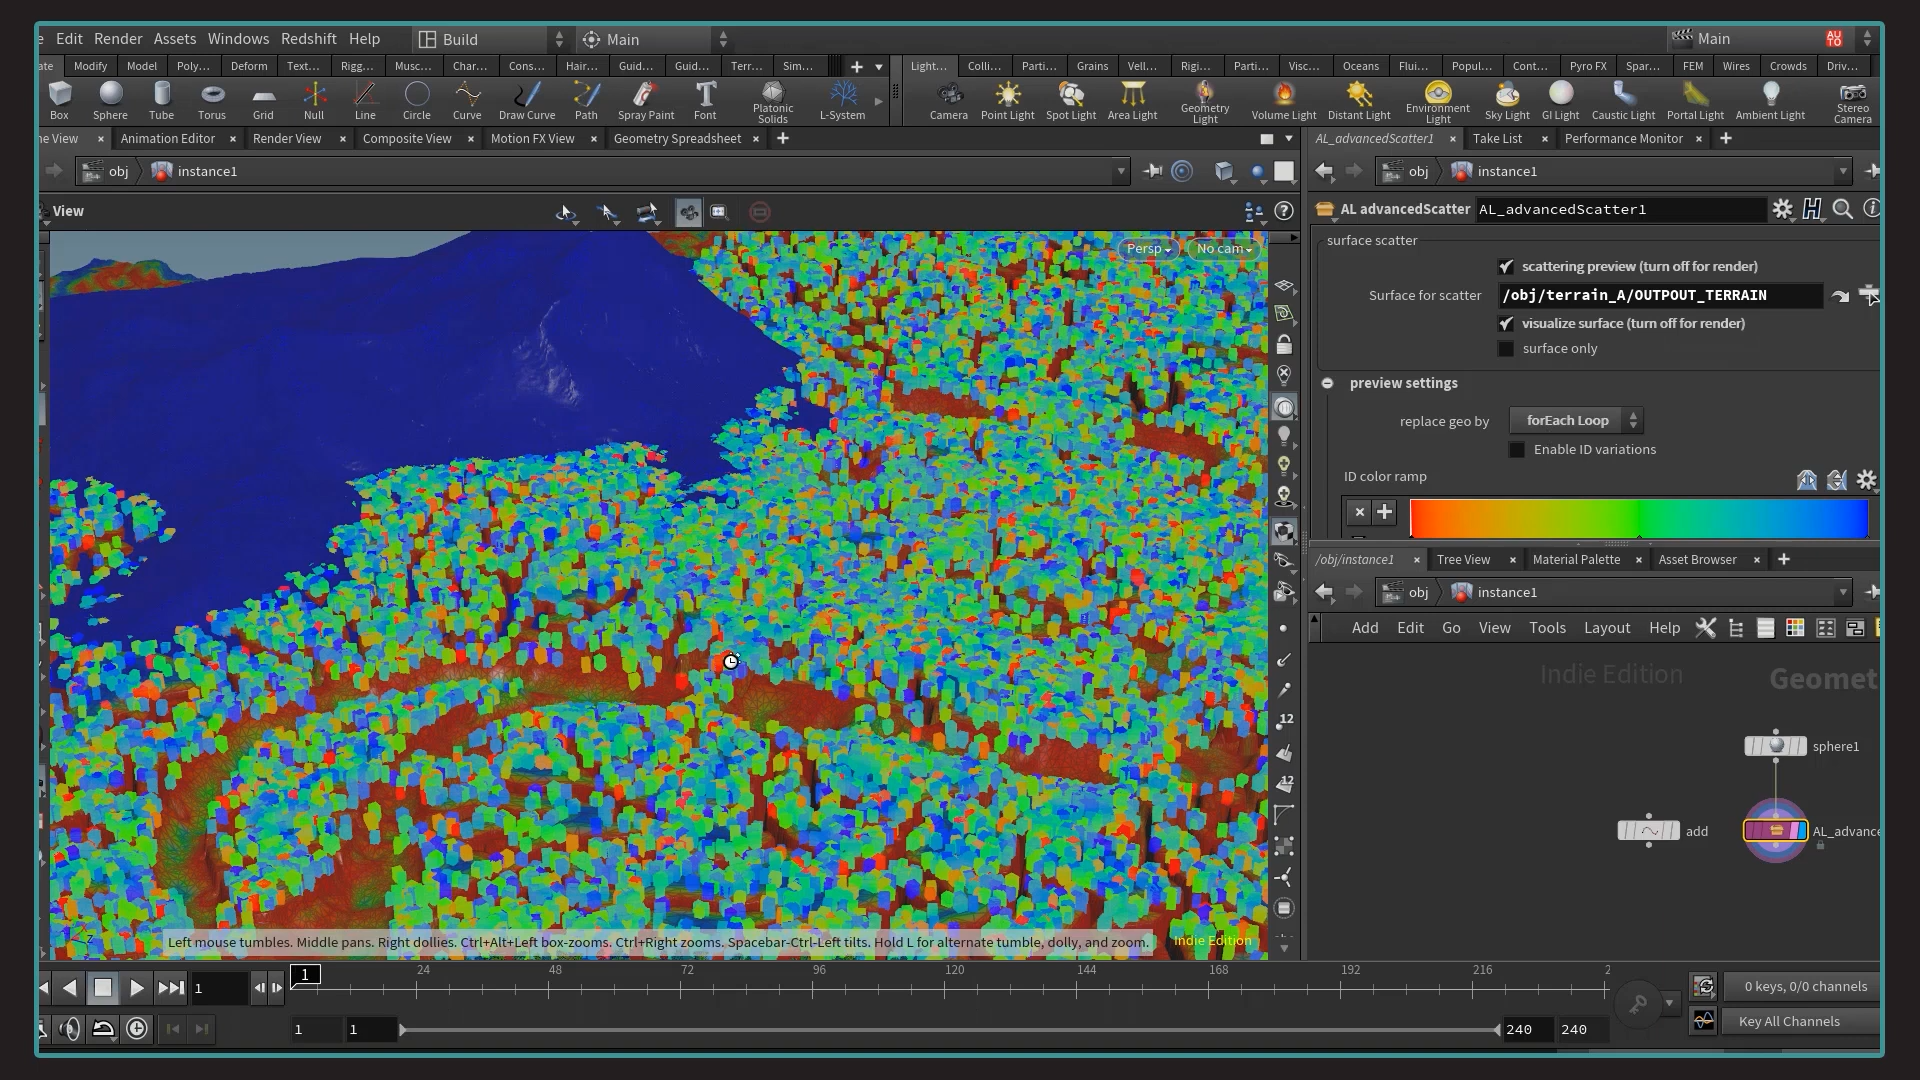 e Edit Render Assets Windows Redshift Help Build Main Main AUTO
ate Modify Model Poly... Deform Text... Rigg... Musc... Char... Cons... Hair... Guid... Guid... Terr... Sim... Light... Colli... Parti... Grains Vell... Rigi... Parti... Visc... Oceans Flui... Popul... Cont... Pyro FX Spar... FEM Wires Crowds Driv...
Box Sphere Tube Torus Grid Null Line Circle Curve Draw Curve Path Spray Paint Font Platonic Solids L-System Camera Point Light Spot Light Area Light Geometry Light Volume Light Distant Light Environment Light Sky Light GI Light Caustic Light Portal Light Ambient Light Stereo Camera
ne View Animation Editor Render View Composite View Motion FX View Geometry Spreadsheet AL_advancedScatter1 Take List Performance Monitor
obj instance1 obj instance1
View AL advancedScatter AL_advancedScatter1
surface scatter
Persp No cam
scattering preview (turn off for render)
Surface for scatter /obj/terrain_A/OUTPOUT_TERRAIN
visualize surface (turn off for render)
surface only
preview settings
replace geo by forEach Loop
Enable ID variations
ID color ramp
/obj/instance1 Tree View Material Palette Asset Browser
obj instance1
Add Edit Go View Tools Layout Help
Indie Edition Geomet
12
sphere1
12
add AL_advance
Left mouse tumbles. Middle pans. Right dollies. Ctrl+Alt+Left box-zooms. Ctrl+Right zooms. Spacebar-Ctrl-Left tilts. Hold L for alternate tumble, dolly, and zoom. Indie Edition
1 1 24 48 72 96 120 144 168 192 216 2
0 keys, 0/0 channels
1 1 240 240 Key All Channels